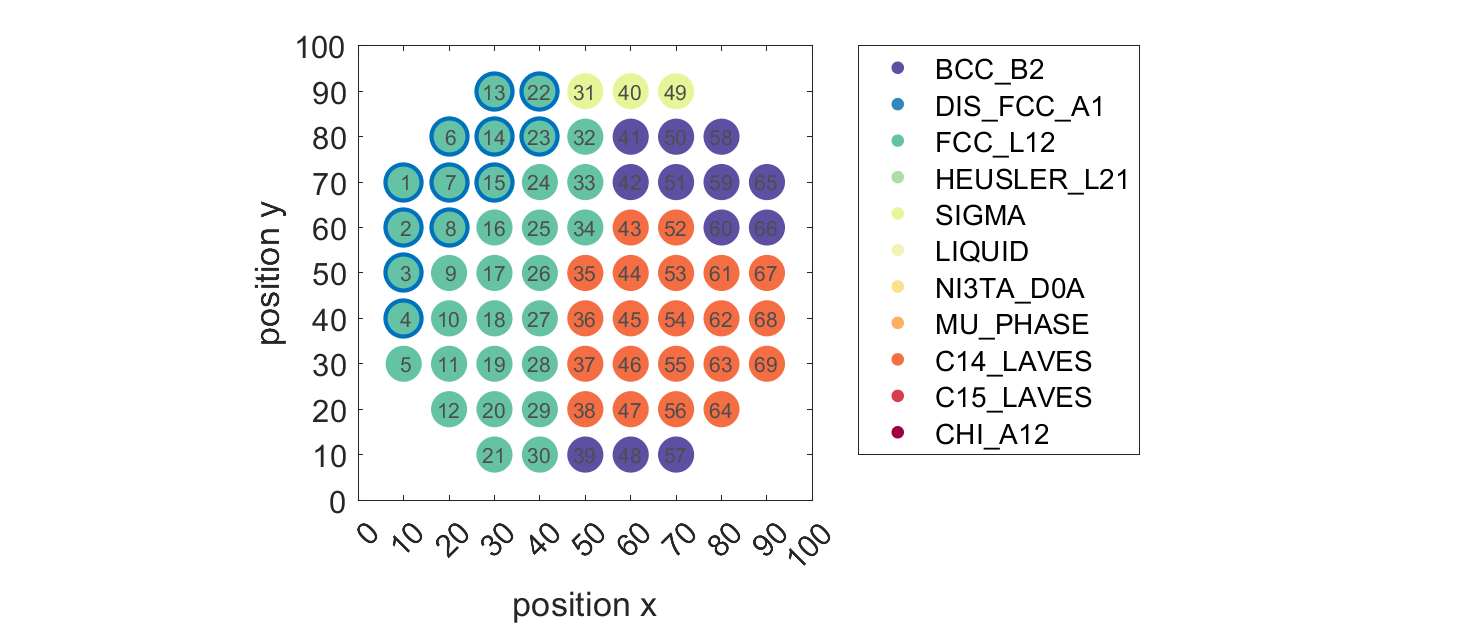 100
90
80
70
60
50
40
30
20
10
0
13 22 31 40 49
6 14 23 32 41 50 58
1 7 15 24 33 42 51 59 65
2 8 16 25 34 43 52 60 66
3 9 17 26 35 44 53 61 67
4 10 18 27 36 45 54 62 68
5 11 19 28 37 46 55 63 69
12 20 29 38 47 56 64
21 30 39 48 57
0 10 20 30 40 50 60 70 80 90 100
position x
position y
BCC_B2
DIS_FCC_A1
FCC_L12
HEUSLER_L21
SIGMA
LIQUID
NI3TA_D0A
MU_PHASE
C14_LAVES
C15_LAVES
CHI_A12